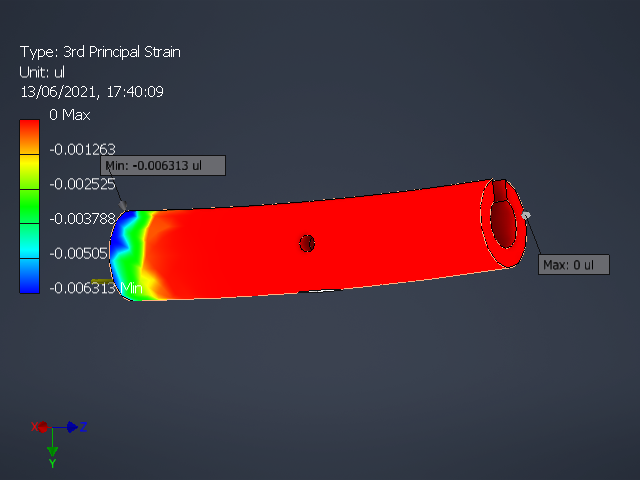 Type: 3rd Principal Strain
Unit: ul
13/06/2021, 17:40:09
0 Max
-0.001263
Min: -0.006313 ul
-0.002525
-0.003788
-0.00505
Max: 0 ul
-0.006313 Min
X
Z
Y